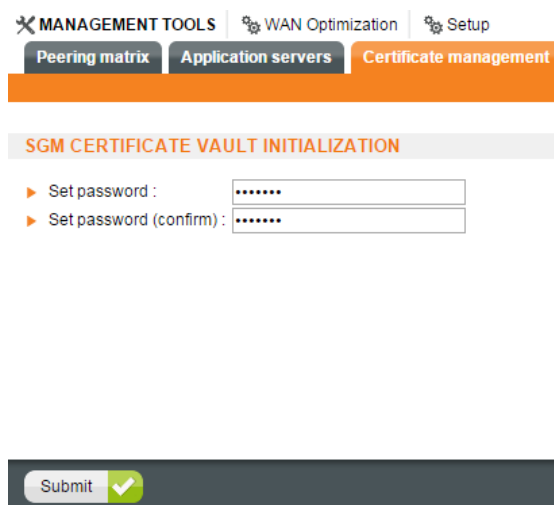 MANAGEMENT TOOLS WAN Optimization Setup
Peering matrix Application servers Certificate management
SGM CERTIFICATE VAULT INITIALIZATION
Set password : •••••••
Set password (confirm) : •••••••
Submit